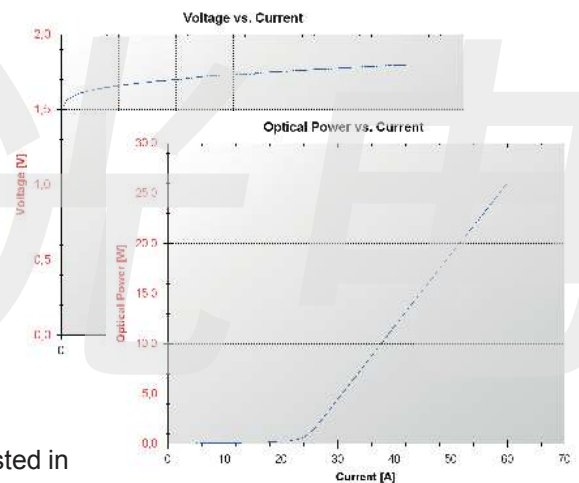 Voltage vs. Current
2,0
1,5
1,0
0,5
0,0
Voltage [V]
0
Optical Power vs. Current
30,0
25,0
20,0
15,0
10,0
5,0
0,0
Optical Power [W]
0 10 20 30 40 50 60 70
Current [A]
sted in